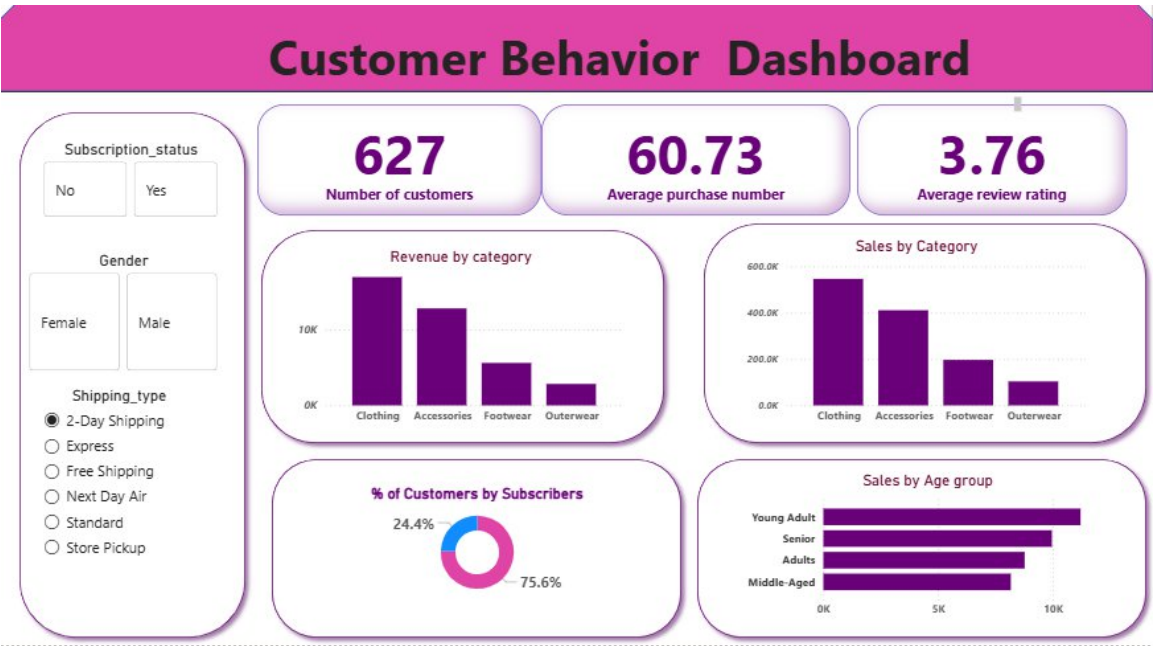 Customer Behavior  Dashboard
Subscription_status
No
Yes
Gender
Female
Male
Shipping_type
2-Day Shipping
Express
Free Shipping
Next Day Air
Standard
Store Pickup
627
Number of customers
60.73
Average purchase number
3.76
Average review rating
Revenue by category
10K
0K
Clothing Accessories Footwear Outerwear
Sales by Category
600.0K
400.0K
200.0K
0.0K
Clothing Accessories Footwear Outerwear
% of Customers by Subscribers
24.4%
75.6%
Sales by Age group
Young Adult
Senior
Adults
Middle-Aged
0K 5K 10K